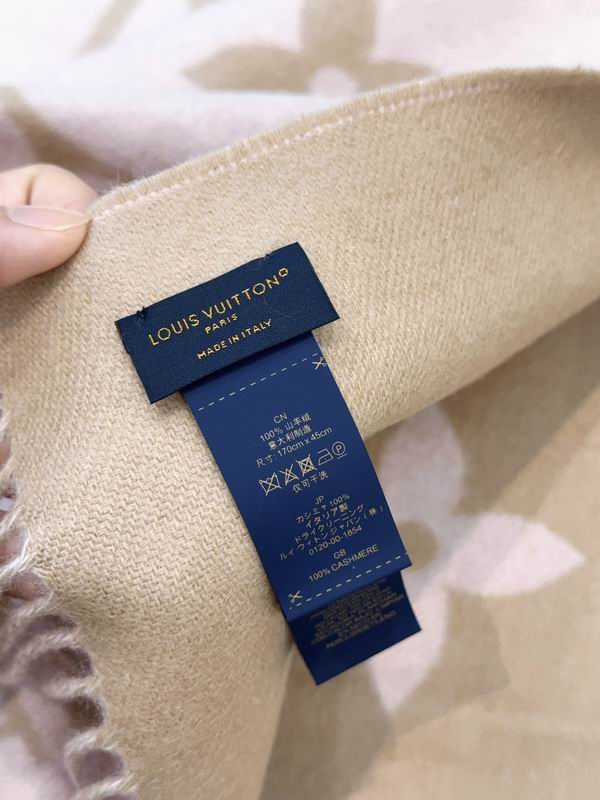 LOUIS VUITTON
PARIS
MADE IN ITALY
CN
100% 山羊绒
意大利制造
尺寸: 170cm x 45cm
仅可干洗
JP
カシミヤ100%
イタリア製
ドライクリーニング
ルイ ヴィトンジャパン(株)
0120-00-1854
GB
100% CASHMERE